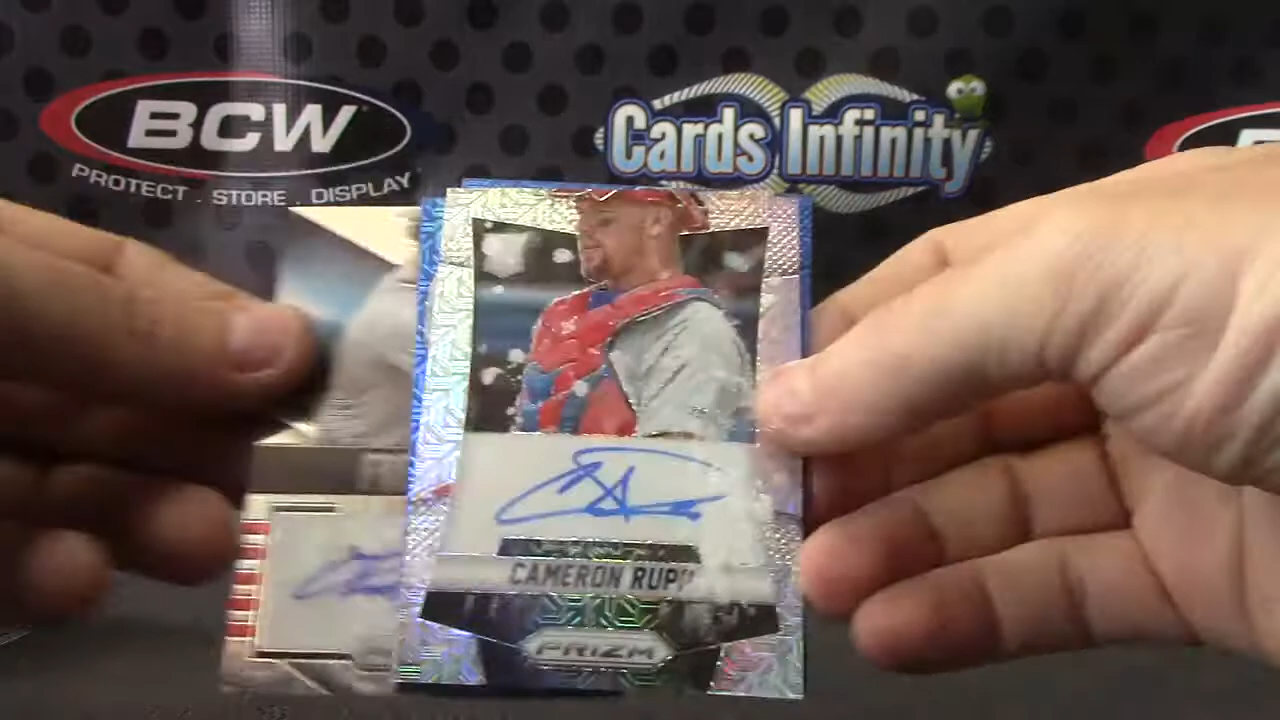 BCW
PROTECT . STORE . DISPLAY
Cards Infinity
CAMERON RUPP
PRIZM